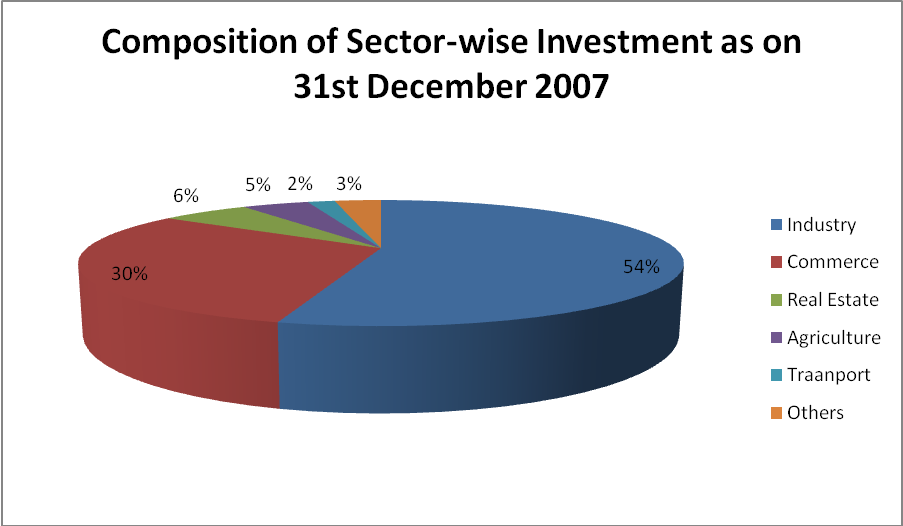 Composition of Sector-wise Investment as on
31st December 2007
6%
5%
2%
3%
30%
54%
Industry
Commerce
Real Estate
Agriculture
Traanport
Others